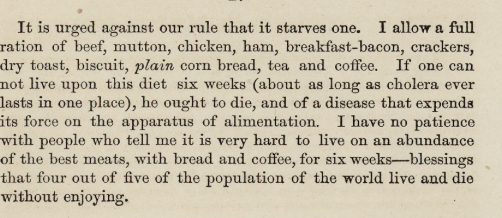 It is urged against our rule that it starves one. I allow a full
ration of beef, mutton, chicken, ham, breakfast-bacon, crackers,
dry toast, biscuit, plain corn bread, tea and coffee. If one can
not live upon this diet six weeks (about as long as cholera ever
lasts in one place), he ought to die, and of a disease that expends
its force on the apparatus of alimentation. I have no patience
with people who tell me it is very hard to live on an abundance
of the best meats, with bread and coffee, for six weeks—blessings
that four out of five of the population of the world live and die
without enjoying.